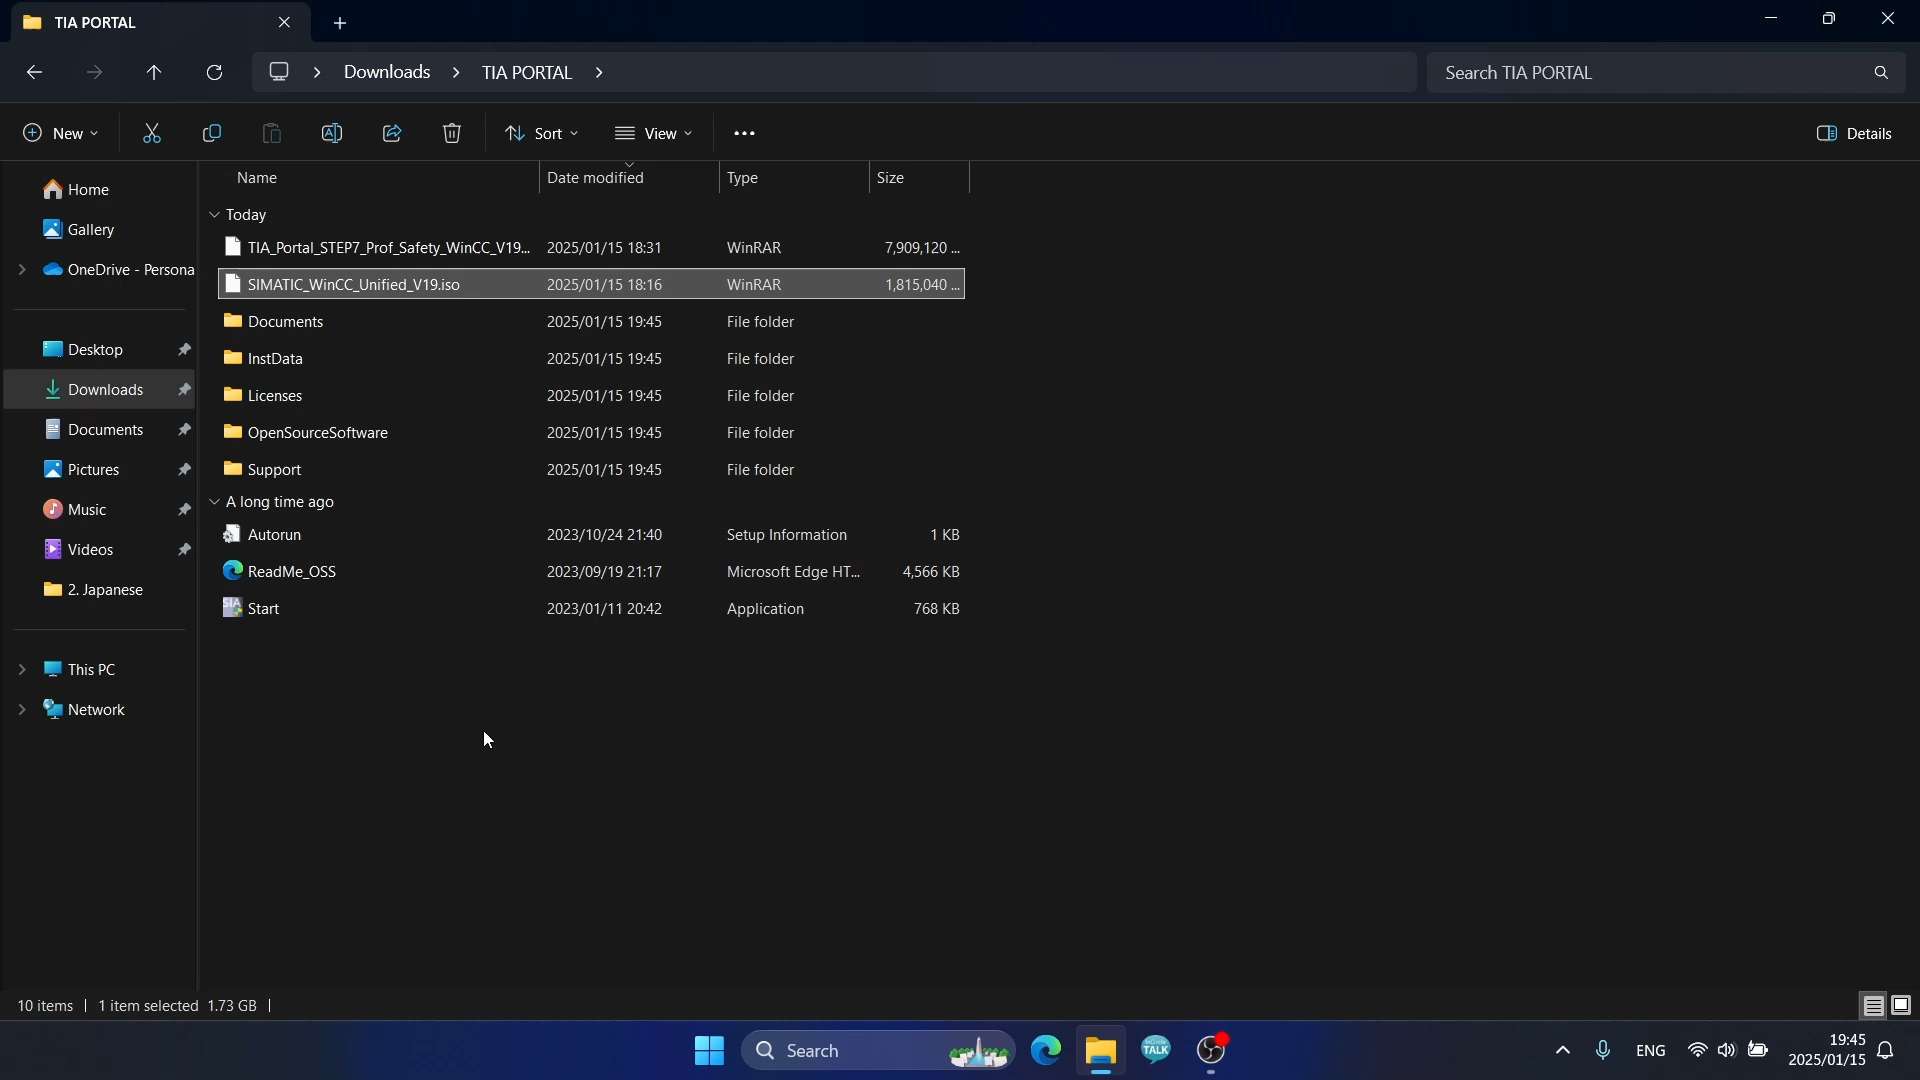 TIA PORTAL
Downloads TIA PORTAL
Search TIA PORTAL
New
Sort
View
Details
Name Date modified Type Size
Today
TIA_Portal_STEP7_Prof_Safety_WinCC_V19... 2025/01/15 18:31 WinRAR 7,909,120 ...
SIMATIC_WinCC_Unified_V19.iso 2025/01/15 18:16 WinRAR 1,815,040 ...
Documents 2025/01/15 19:45 File folder
InstData 2025/01/15 19:45 File folder
Licenses 2025/01/15 19:45 File folder
OpenSourceSoftware 2025/01/15 19:45 File folder
Support 2025/01/15 19:45 File folder
A long time ago
Autorun 2023/10/24 21:40 Setup Information 1 KB
ReadMe_OSS 2023/09/19 21:17 Microsoft Edge HT... 4,566 KB
Start 2023/01/11 20:42 Application 768 KB
Home
Gallery
OneDrive - Persona
Desktop
Downloads
Documents
Pictures
Music
Videos
2. Japanese
This PC
Network
10 items 1 item selected 1.73 GB
Search
TALK
ENG
19:45
2025/01/15